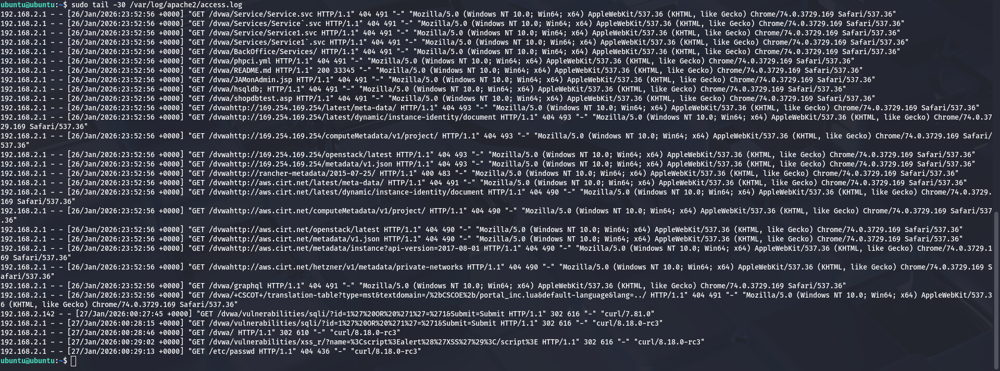 ubuntu@ubuntu:~$ sudo tail -30 /var/log/apache2/access.log
192.168.2.1 - - [26/Jan/2026:23:52:56 +0000] "GET /dvwa/Service/Service.svc HTTP/1.1" 404 491 "-" "Mozilla/5.0 (Windows NT 10.0; Win64; x64) AppleWebKit/537.36 (KHTML, like Gecko) Chrome/74.0.3729.169 Safari/537.36"
192.168.2.1 - - [26/Jan/2026:23:52:56 +0000] "GET /dvwa/Services/Service`.svc HTTP/1.1" 404 491 "-" "Mozilla/5.0 (Windows NT 10.0; Win64; x64) AppleWebKit/537.36 (KHTML, like Gecko) Chrome/74.0.3729.169 Safari/537.36"
192.168.2.1 - - [26/Jan/2026:23:52:56 +0000] "GET /dvwa/Service/Service1.svc HTTP/1.1" 404 491 "-" "Mozilla/5.0 (Windows NT 10.0; Win64; x64) AppleWebKit/537.36 (KHTML, like Gecko) Chrome/74.0.3729.169 Safari/537.36"
192.168.2.1 - - [26/Jan/2026:23:52:56 +0000] "GET /dvwa/Services/Service1`.svc HTTP/1.1" 404 491 "-" "Mozilla/5.0 (Windows NT 10.0; Win64; x64) AppleWebKit/537.36 (KHTML, like Gecko) Chrome/74.0.3729.169 Safari/537.36"
192.168.2.1 - - [26/Jan/2026:23:52:56 +0000] "GET /dvwa/BackOffice/Services/ HTTP/1.1" 404 491 "-" "Mozilla/5.0 (Windows NT 10.0; Win64; x64) AppleWebKit/537.36 (KHTML, like Gecko) Chrome/74.0.3729.169 Safari/537.36"
192.168.2.1 - - [26/Jan/2026:23:52:56 +0000] "GET /dvwa/phpci.yml HTTP/1.1" 404 491 "-" "Mozilla/5.0 (Windows NT 10.0; Win64; x64) AppleWebKit/537.36 (KHTML, like Gecko) Chrome/74.0.3729.169 Safari/537.36"
192.168.2.1 - - [26/Jan/2026:23:52:56 +0000] "GET /dvwa/README.md HTTP/1.1" 200 33345 "-" "Mozilla/5.0 (Windows NT 10.0; Win64; x64) AppleWebKit/537.36 (KHTML, like Gecko) Chrome/74.0.3729.169 Safari/537.36"
192.168.2.1 - - [26/Jan/2026:23:52:56 +0000] "GET /dvwa/JAMonAdmin.jsp HTTP/1.1" 404 491 "-" "Mozilla/5.0 (Windows NT 10.0; Win64; x64) AppleWebKit/537.36 (KHTML, like Gecko) Chrome/74.0.3729.169 Safari/537.36"
192.168.2.1 - - [26/Jan/2026:23:52:56 +0000] "GET /dvwa/hsqldb; HTTP/1.1" 404 491 "-" "Mozilla/5.0 (Windows NT 10.0; Win64; x64) AppleWebKit/537.36 (KHTML, like Gecko) Chrome/74.0.3729.169 Safari/537.36"
192.168.2.1 - - [26/Jan/2026:23:52:56 +0000] "GET /dvwa/shopdbtest.asp HTTP/1.1" 404 491 "-" "Mozilla/5.0 (Windows NT 10.0; Win64; x64) AppleWebKit/537.36 (KHTML, like Gecko) Chrome/74.0.3729.169 Safari/537.36"
192.168.2.1 - - [26/Jan/2026:23:52:56 +0000] "GET /dvwahttp://169.254.169.254/latest/meta-data/ HTTP/1.1" 404 493 "-" "Mozilla/5.0 (Windows NT 10.0; Win64; x64) AppleWebKit/537.36 (KHTML, like Gecko) Chrome/74.0.3729.169 Safari/537.36"
192.168.2.1 - - [26/Jan/2026:23:52:56 +0000] "GET /dvwahttp://169.254.169.254/latest/dynamic/instance-identity/document HTTP/1.1" 404 493 "-" "Mozilla/5.0 (Windows NT 10.0; Win64; x64) AppleWebKit/537.36 (KHTML, like Gecko) Chrome/74.0.37
29.169 Safari/537.36"
192.168.2.1 - - [26/Jan/2026:23:52:56 +0000] "GET /dvwahttp://169.254.169.254/computeMetadata/v1/project/ HTTP/1.1" 404 493 "-" "Mozilla/5.0 (Windows NT 10.0; Win64; x64) AppleWebKit/537.36 (KHTML, like Gecko) Chrome/74.0.3729.169 Safari/
537.36"
192.168.2.1 - - [26/Jan/2026:23:52:56 +0000] "GET /dvwahttp://169.254.169.254/openstack/latest HTTP/1.1" 404 493 "-" "Mozilla/5.0 (Windows NT 10.0; Win64; x64) AppleWebKit/537.36 (KHTML, like Gecko) Chrome/74.0.3729.169 Safari/537.36"
192.168.2.1 - - [26/Jan/2026:23:52:56 +0000] "GET /dvwahttp://169.254.169.254/metadata/v1.json HTTP/1.1" 404 493 "-" "Mozilla/5.0 (Windows NT 10.0; Win64; x64) AppleWebKit/537.36 (KHTML, like Gecko) Chrome/74.0.3729.169 Safari/537.36"
192.168.2.1 - - [26/Jan/2026:23:52:56 +0000] "GET /dvwahttp://rancher-metadata/2015-07-25/ HTTP/1.1" 400 483 "-" "Mozilla/5.0 (Windows NT 10.0; Win64; x64) AppleWebKit/537.36 (KHTML, like Gecko) Chrome/74.0.3729.169 Safari/537.36"
192.168.2.1 - - [26/Jan/2026:23:52:56 +0000] "GET /dvwahttp://aws.cirt.net/latest/meta-data/ HTTP/1.1" 404 491 "-" "Mozilla/5.0 (Windows NT 10.0; Win64; x64) AppleWebKit/537.36 (KHTML, like Gecko) Chrome/74.0.3729.169 Safari/537.36"
192.168.2.1 - - [26/Jan/2026:23:52:56 +0000] "GET /dvwahttp://aws.cirt.net/latest/dynamic/instance-identity/document HTTP/1.1" 404 490 "-" "Mozilla/5.0 (Windows NT 10.0; Win64; x64) AppleWebKit/537.36 (KHTML, like Gecko) Chrome/74.0.3729.
169 Safari/537.36"
192.168.2.1 - - [26/Jan/2026:23:52:56 +0000] "GET /dvwahttp://aws.cirt.net/computeMetadata/v1/project/ HTTP/1.1" 404 490 "-" "Mozilla/5.0 (Windows NT 10.0; Win64; x64) AppleWebKit/537.36 (KHTML, like Gecko) Chrome/74.0.3729.169 Safari/537
.36"
192.168.2.1 - - [26/Jan/2026:23:52:56 +0000] "GET /dvwahttp://aws.cirt.net/openstack/latest HTTP/1.1" 404 490 "-" "Mozilla/5.0 (Windows NT 10.0; Win64; x64) AppleWebKit/537.36 (KHTML, like Gecko) Chrome/74.0.3729.169 Safari/537.36"
192.168.2.1 - - [26/Jan/2026:23:52:56 +0000] "GET /dvwahttp://aws.cirt.net/metadata/v1.json HTTP/1.1" 404 490 "-" "Mozilla/5.0 (Windows NT 10.0; Win64; x64) AppleWebKit/537.36 (KHTML, like Gecko) Chrome/74.0.3729.169 Safari/537.36"
192.168.2.1 - - [26/Jan/2026:23:52:56 +0000] "GET /dvwahttp://aws.cirt.net/metadata/instance?api-version=2017-08-01 HTTP/1.1" 404 490 "-" "Mozilla/5.0 (Windows NT 10.0; Win64; x64) AppleWebKit/537.36 (KHTML, like Gecko) Chrome/74.0.3729.1
69 Safari/537.36"
192.168.2.1 - - [26/Jan/2026:23:52:56 +0000] "GET /dvwahttp://aws.cirt.net/hetzner/v1/metadata/private-networks HTTP/1.1" 404 490 "-" "Mozilla/5.0 (Windows NT 10.0; Win64; x64) AppleWebKit/537.36 (KHTML, like Gecko) Chrome/74.0.3729.169 S
afari/537.36"
192.168.2.1 - - [26/Jan/2026:23:52:56 +0000] "GET /dvwa/graphql HTTP/1.1" 404 491 "-" "Mozilla/5.0 (Windows NT 10.0; Win64; x64) AppleWebKit/537.36 (KHTML, like Gecko) Chrome/74.0.3729.169 Safari/537.36"
192.168.2.1 - - [26/Jan/2026:23:52:56 +0000] "GET /dvwa/+CSCOT+/translation-table?type=mst&textdomain=/%2bCSCOE%2b/portal_inc.lua&default-language&lang=../ HTTP/1.1" 404 491 "-" "Mozilla/5.0 (Windows NT 10.0; Win64; x64) AppleWebKit/537.3
6 (KHTML, like Gecko) Chrome/74.0.3729.169 Safari/537.36"
192.168.2.142 - - [27/Jan/2026:00:27:45 +0000] "GET /dvwa/vulnerabilities/sqli/?id=1%27%20OR%20%271%27=%271&Submit=Submit HTTP/1.1" 302 616 "-" "curl/7.81.0"
192.168.2.1 - - [27/Jan/2026:00:28:15 +0000] "GET /dvwa/vulnerabilities/sqli/?id=1%27%20OR%20%271%27=%271&Submit=Submit HTTP/1.1" 302 616 "-" "curl/8.18.0-rc3"
192.168.2.1 - - [27/Jan/2026:00:28:46 +0000] "GET /dvwa/ HTTP/1.1" 302 610 "-" "curl/8.18.0-rc3"
192.168.2.1 - - [27/Jan/2026:00:29:02 +0000] "GET /dvwa/vulnerabilities/xss_r/?name=%3Cscript%3Ealert%28%27XSS%27%29%3C/script%3E HTTP/1.1" 302 616 "-" "curl/8.18.0-rc3"
192.168.2.1 - - [27/Jan/2026:00:29:13 +0000] "GET /etc/passwd HTTP/1.1" 404 436 "-" "curl/8.18.0-rc3"
ubuntu@ubuntu:~$